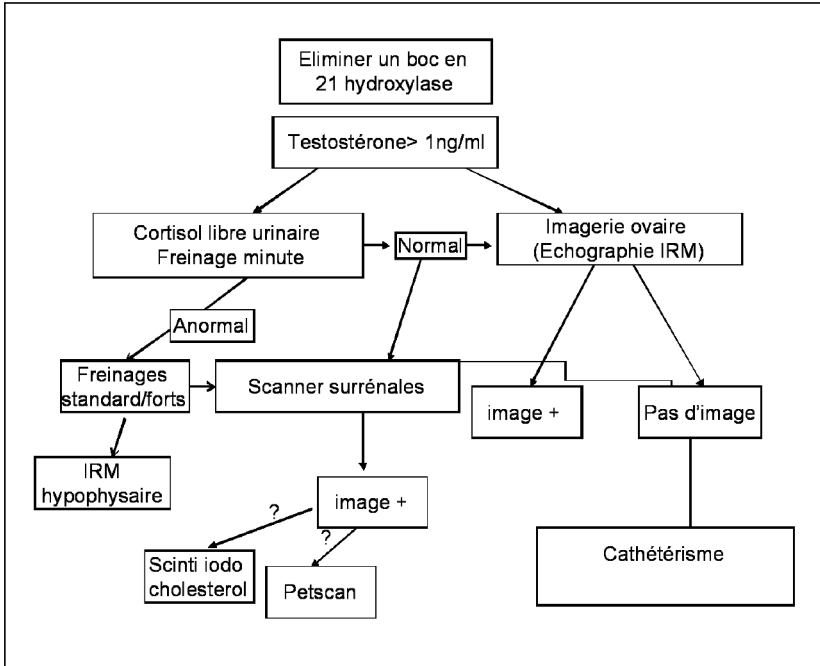 Eliminer un boc en
21 hydroxylase
Testostérone> 1ng/ml
Cortisol libre urinaire
Freinage minute
Normal
Imagerie ovaire
(Echographie IRM)
Anormal
Freinages
standard/forts
Scanner surrénales
image +
Pas d'image
IRM
hypophysaire
image +
?
?
Scinti iodo
cholesterol
Petscan
Cathétérisme